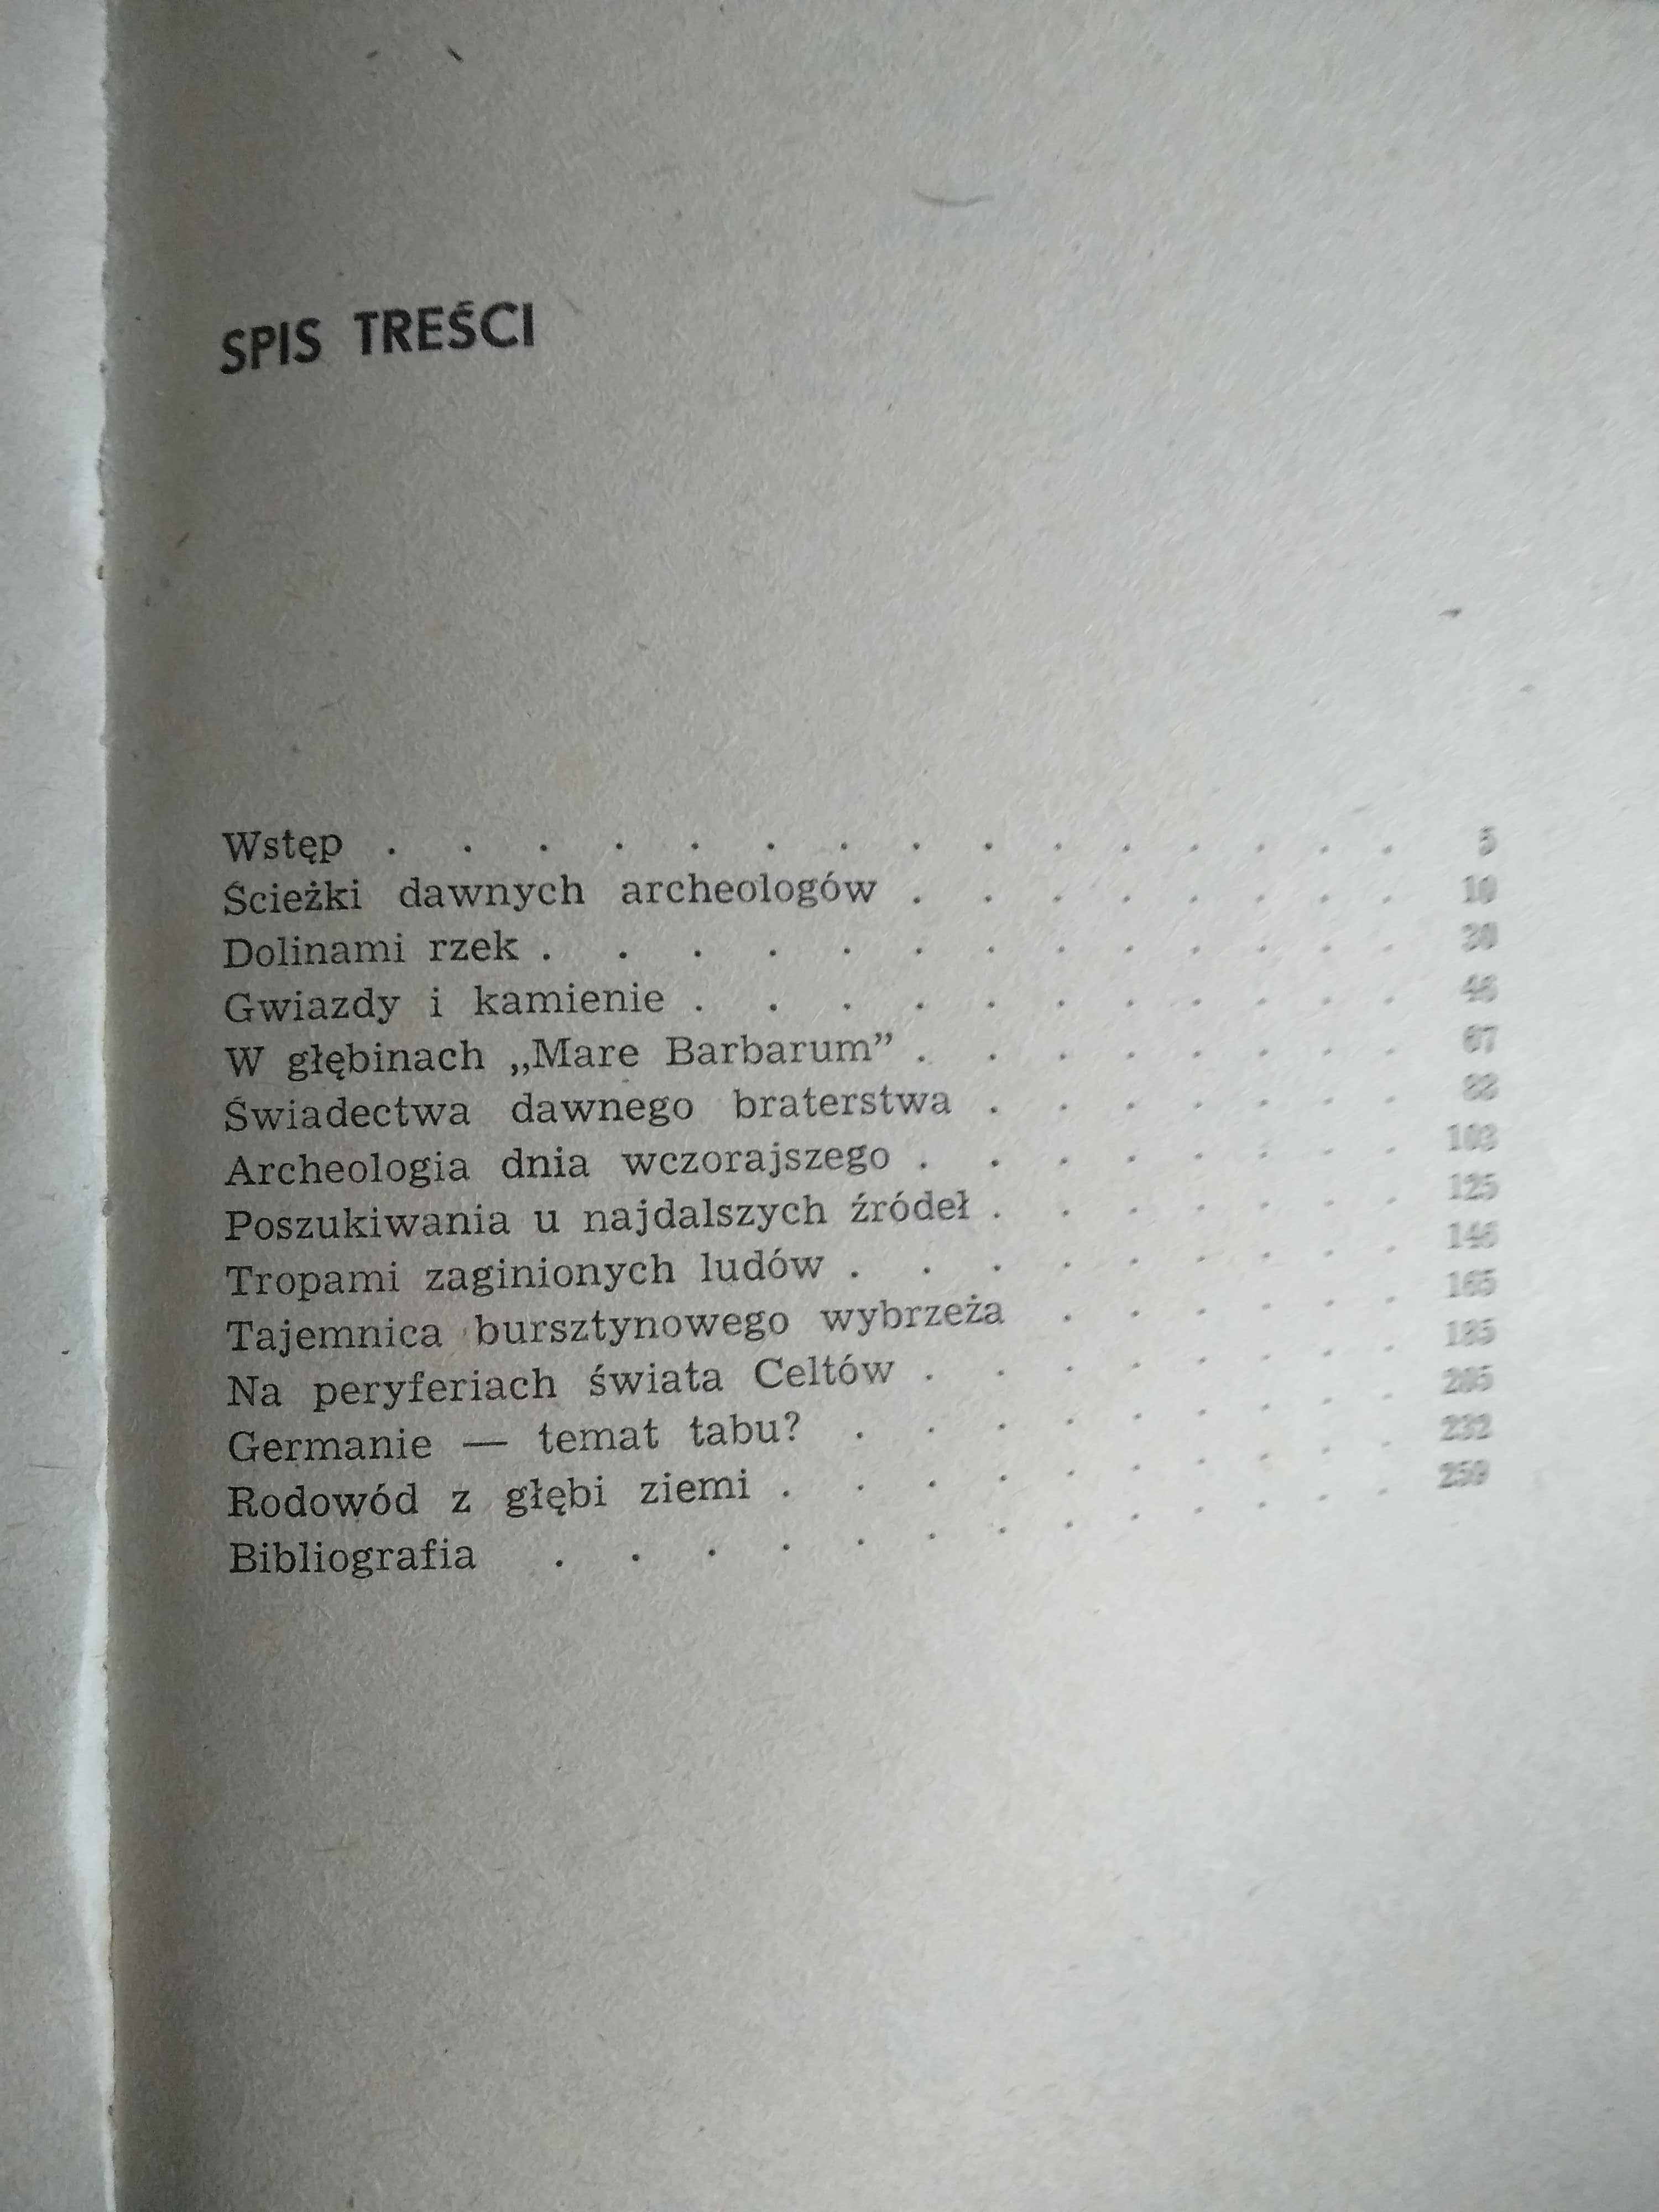 SPIS TREŚCI
Wstęp . . . . . . . . . . . . . . 5
Ścieżki dawnych archeologów . . . . . . . . 10
Dolinami rzek . . . . . . . . . . . . 30
Gwiazdy i kamienie . . . . . . . . . . 46
W głębinach „Mare Barbarum” . . . . . . . . 67
Świadectwa dawnego braterstwa . . . . . . . 88
Archeologia dnia wczorajszego . . . . . . . . 103
Poszukiwania u najdalszych źródeł . . . . . . . 125
Tropami zaginionych ludów . . . . . . . . . 146
Tajemnica bursztynowego wybrzeża . . . . . . 165
Na peryferiach świata Celtów . . . . . . . . 185
Germanie — temat tabu? . . . . . . . . . 205
Rodowód z głębi ziemi . . . . . . . . . . 232
Bibliografia . . . . . . . . . . . . 259